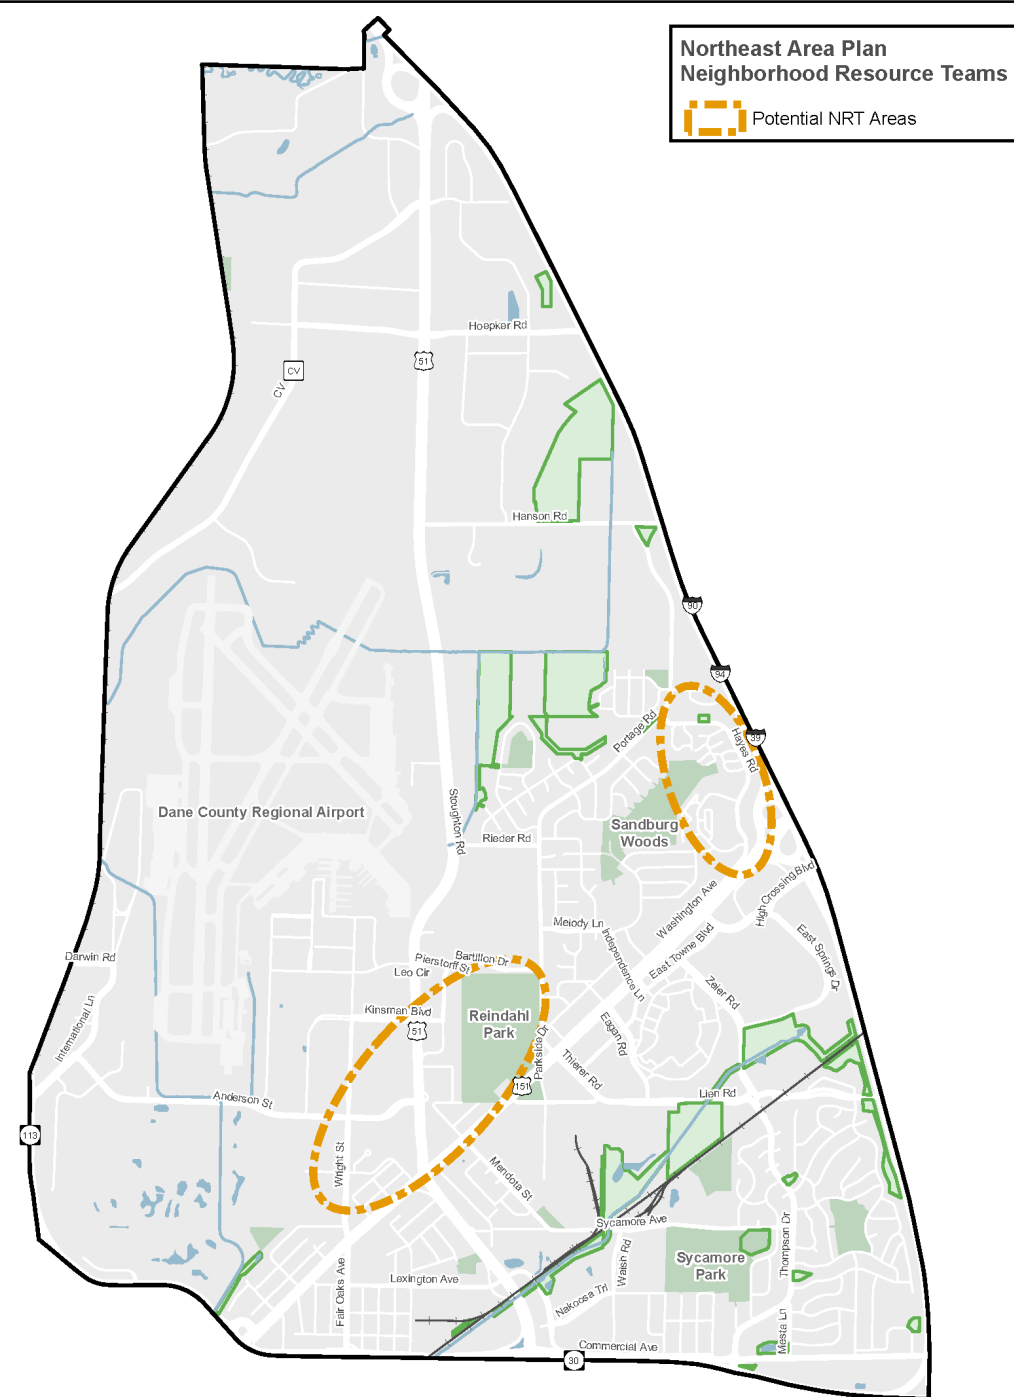 Northeast Area Plan
Neighborhood Resource Teams
Potential NRT Areas
Hoepker Rd
51
CV
CV
Hanson Rd
90
94
39
Portage Rd
Hayes Rd
Dane County Regional Airport
Stoughton Rd
Rieder Rd
Sandburg
Woods
Washington Ave
High Crossing Blvd
Melody Ln
Independence Ln
East Towne Blvd
East Springs Dr
Darwin Rd
Bartillon Dr
Pierstorff St
Leo Cir
Zeier Rd
International Ln
Kinsman Blvd
51
Reindahl
Park
Parkside Dr
Eagan Rd
Thierer Rd
151
Lien Rd
Anderson St
113
Wright St
Mendota St
Sycamore Ave
Walsh Rd
Sycamore
Park
Thompson Dr
Lexington Ave
Fair Oaks Ave
Nakoosa Trl
Mesta Ln
Commercial Ave
30